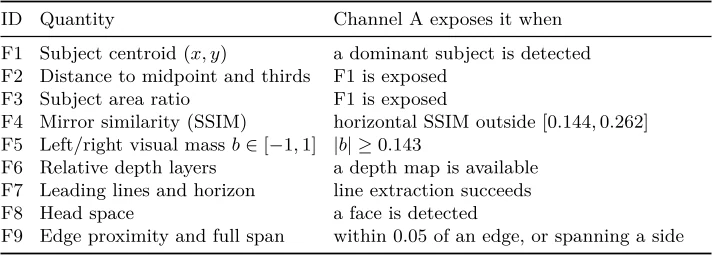 ID Quantity Channel A exposes it when
F1 Subject centroid (x, y) a dominant subject is detected
F2 Distance to midpoint and thirds F1 is exposed
F3 Subject area ratio F1 is exposed
F4 Mirror similarity (SSIM) horizontal SSIM outside [0.144, 0.262]
F5 Left/right visual mass b ∈ [−1, 1] |b| ≥ 0.143
F6 Relative depth layers a depth map is available
F7 Leading lines and horizon line extraction succeeds
F8 Head space a face is detected
F9 Edge proximity and full span within 0.05 of an edge, or spanning a side